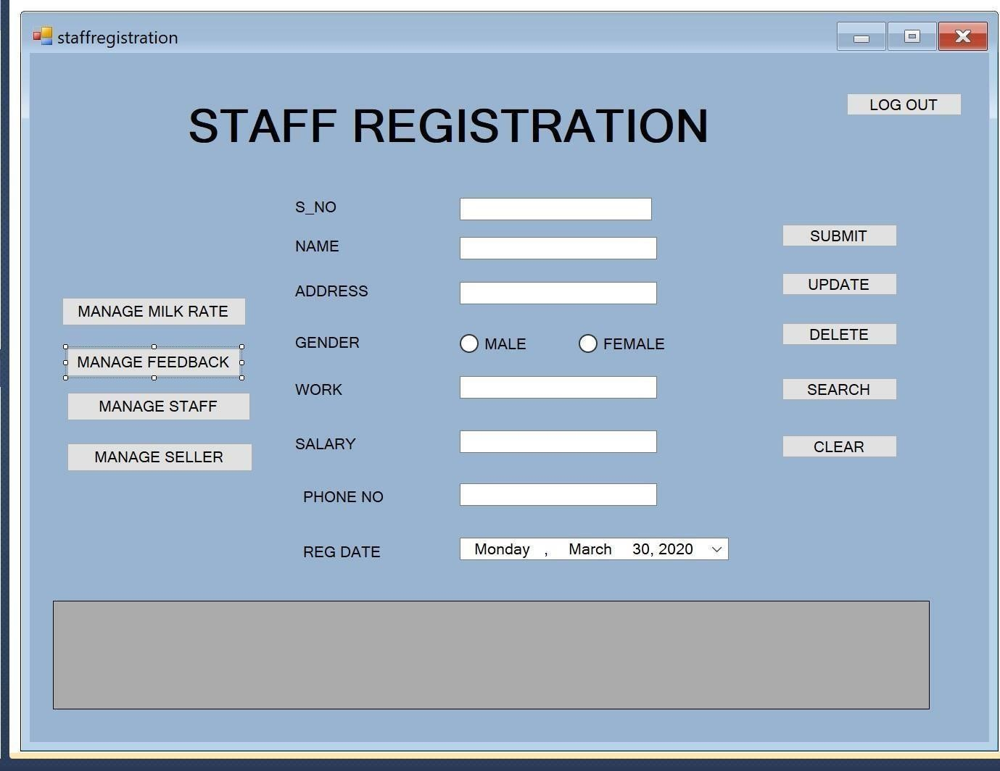 staffregistration
LOG OUT
STAFF REGISTRATION
S_NO
NAME
ADDRESS
GENDER
MALE
FEMALE
WORK
SALARY
PHONE NO
REG DATE
Monday , March 30, 2020
MANAGE MILK RATE
MANAGE FEEDBACK
MANAGE STAFF
MANAGE SELLER
SUBMIT
UPDATE
DELETE
SEARCH
CLEAR